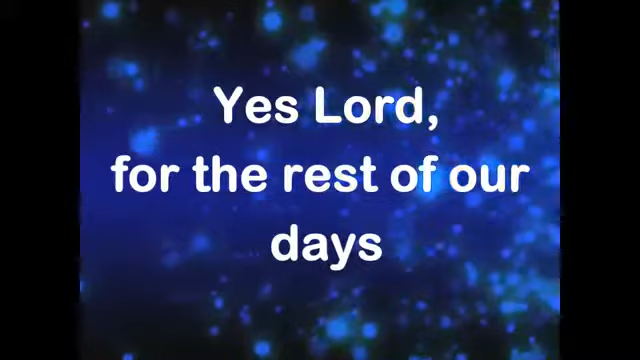 Yes Lord,
for the rest of our
days